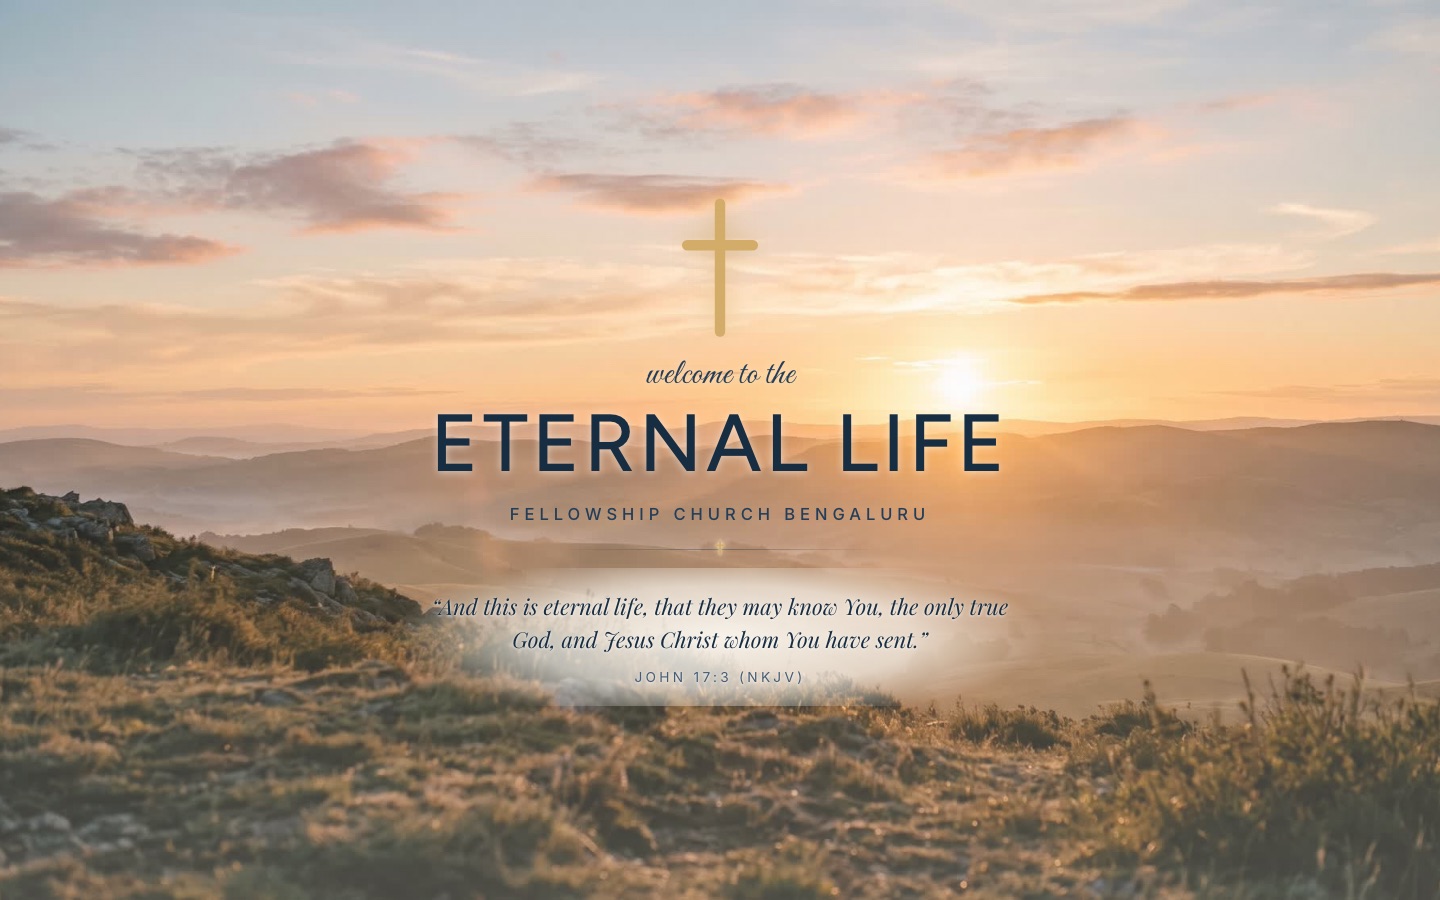 welcome to the
ETERNAL LIFE
FELLOWSHIP CHURCH BENGALURU
“And this is eternal life, that they may know You, the only true
God, and Jesus Christ whom You have sent.”
JOHN 17:3 (NKJV)